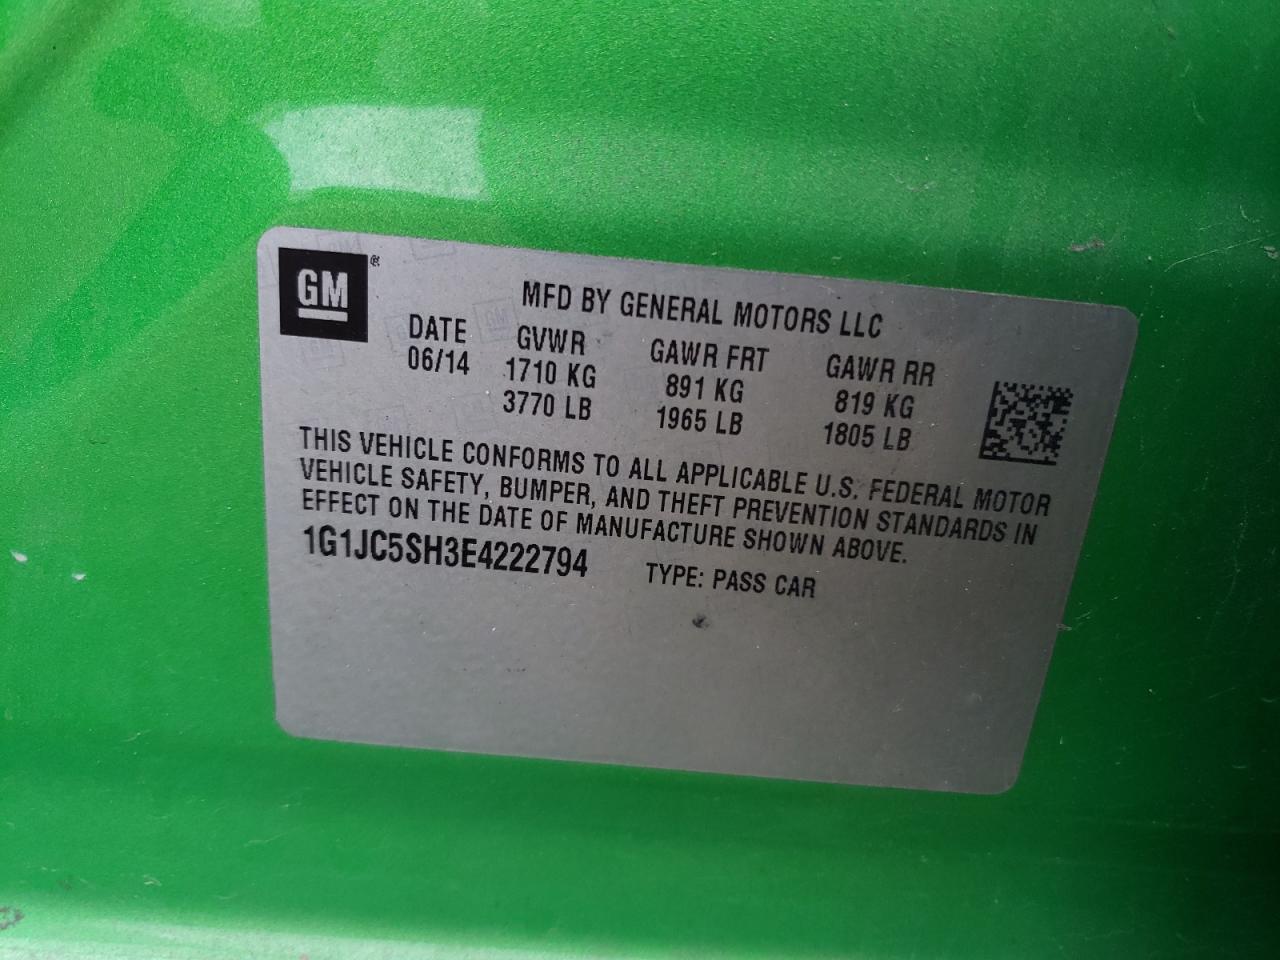 GM®
MFD BY GENERAL MOTORS LLC
DATE GVWR GAWR FRT GAWR RR
06/14 1710 KG 891 KG 819 KG
3770 LB 1965 LB 1805 LB
THIS VEHICLE CONFORMS TO ALL APPLICABLE U.S. FEDERAL MOTOR
VEHICLE SAFETY, BUMPER, AND THEFT PREVENTION STANDARDS IN
EFFECT ON THE DATE OF MANUFACTURE SHOWN ABOVE.
1G1JC5SH3E4222794 TYPE: PASS CAR